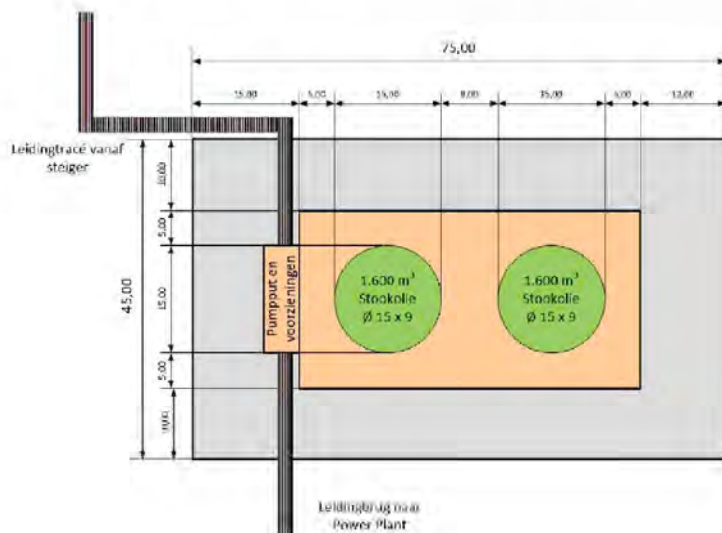 75,00
15,00
5,00
15,00
8,00
15,00
5,00
12,00
Leidingtracé vanaf
steiger
45,00
10,00
5,00
15,00
5,00
10,00
Pumpput en
voorzieningen
1.600 m³
Stookolie
Ø 15 x 9
1.600 m³
Stookolie
Ø 15 x 9
Leidingbrug naar
Power Plant